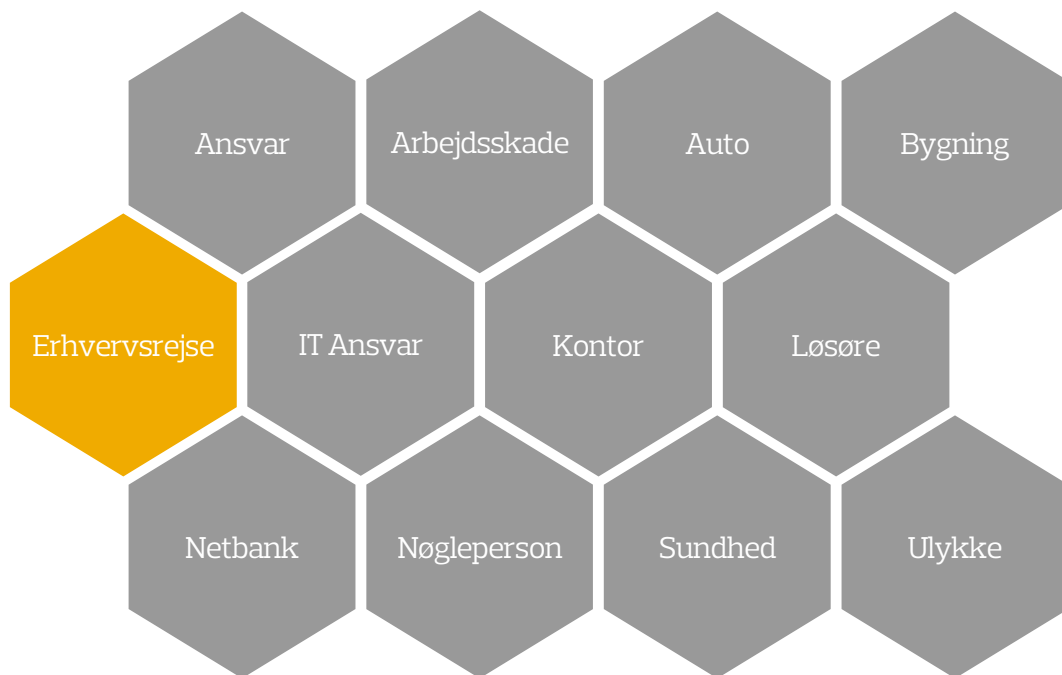 Ansvar
Arbejdsskade
Auto
Bygning
Erhvervsrejse
IT Ansvar
Kontor
Løsøre
Netbank
Nøgleperson
Sundhed
Ulykke